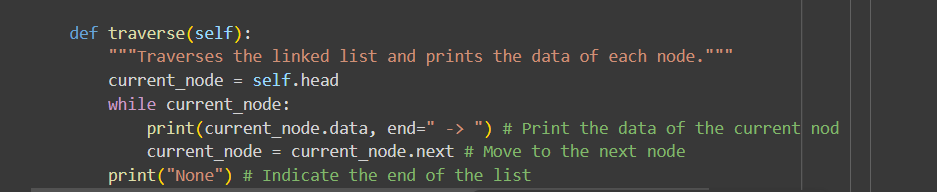 def traverse(self):
    """Traverses the linked list and prints the data of each node."""
    current_node = self.head
    while current_node:
        print(current_node.data, end=" -> ") # Print the data of the current nod
        current_node = current_node.next # Move to the next node
    print("None") # Indicate the end of the list